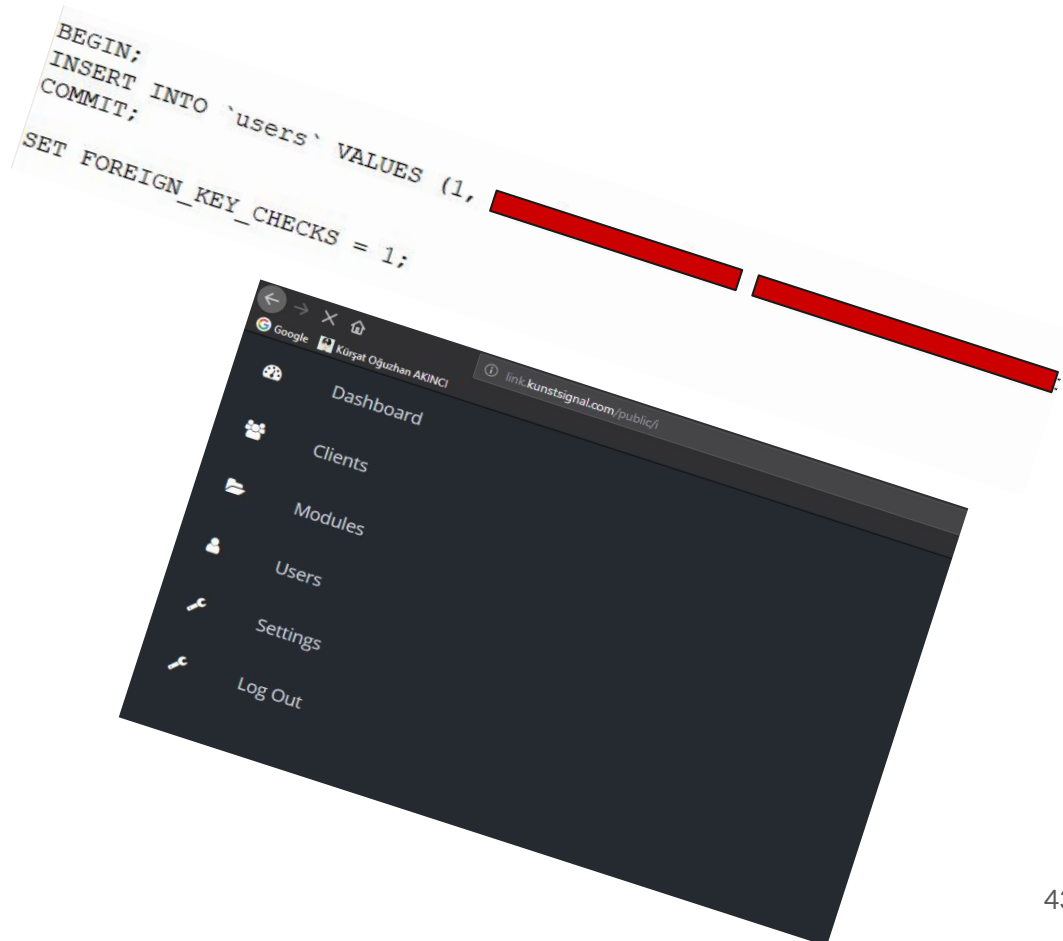 BEGIN;
INSERT INTO `users` VALUES (1,
COMMIT;
SET FOREIGN_KEY_CHECKS = 1;
Google Kürşat Oğuzhan AKINCI
link.kunstsignal.com/public/i
Dashboard
Clients
Modules
Users
Settings
Log Out
43